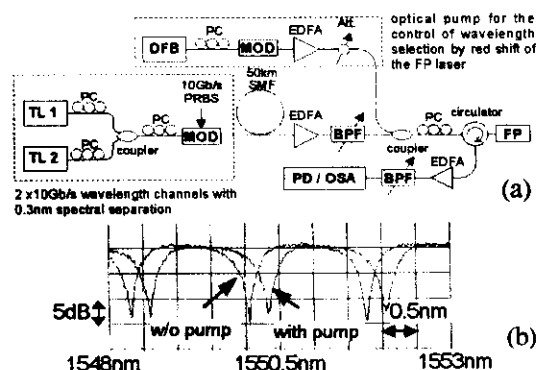 optical pump for the
control of wavelength
selection by red shift of
the FP laser
PC
EDFA
Att.
DFB
MOD
50km
SMF
10Gb/s
PRBS
PC
TL 1
PC
TL 2
PC
coupler
MOD
EDFA
BPF
coupler
PC
circulator
FP
EDFA
BPF
PD / OSA
2 x10Gb/s wavelength channels with
0.3nm spectral separation
(a)
5dB
w/o pump
with pump
0.5nm
(b)
1548nm
1550.5nm
1553nm